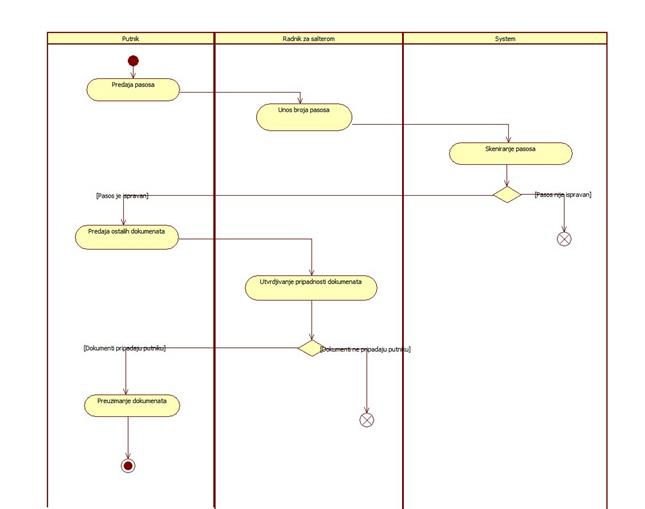 Putnik
Radnik za salterom
System
Predaja pasosa
Unos broja pasosa
Skeniranje pasosa
[Pasos je ispravan]
[Pasos nije ispravan]
Predaja ostalih dokumenata
Utvrdjivanje pripadnosti dokumenata
[Dokumenti pripadaju putniku]
[Dokumenti ne pripadaju putniku]
Preuzimanje dokumenata